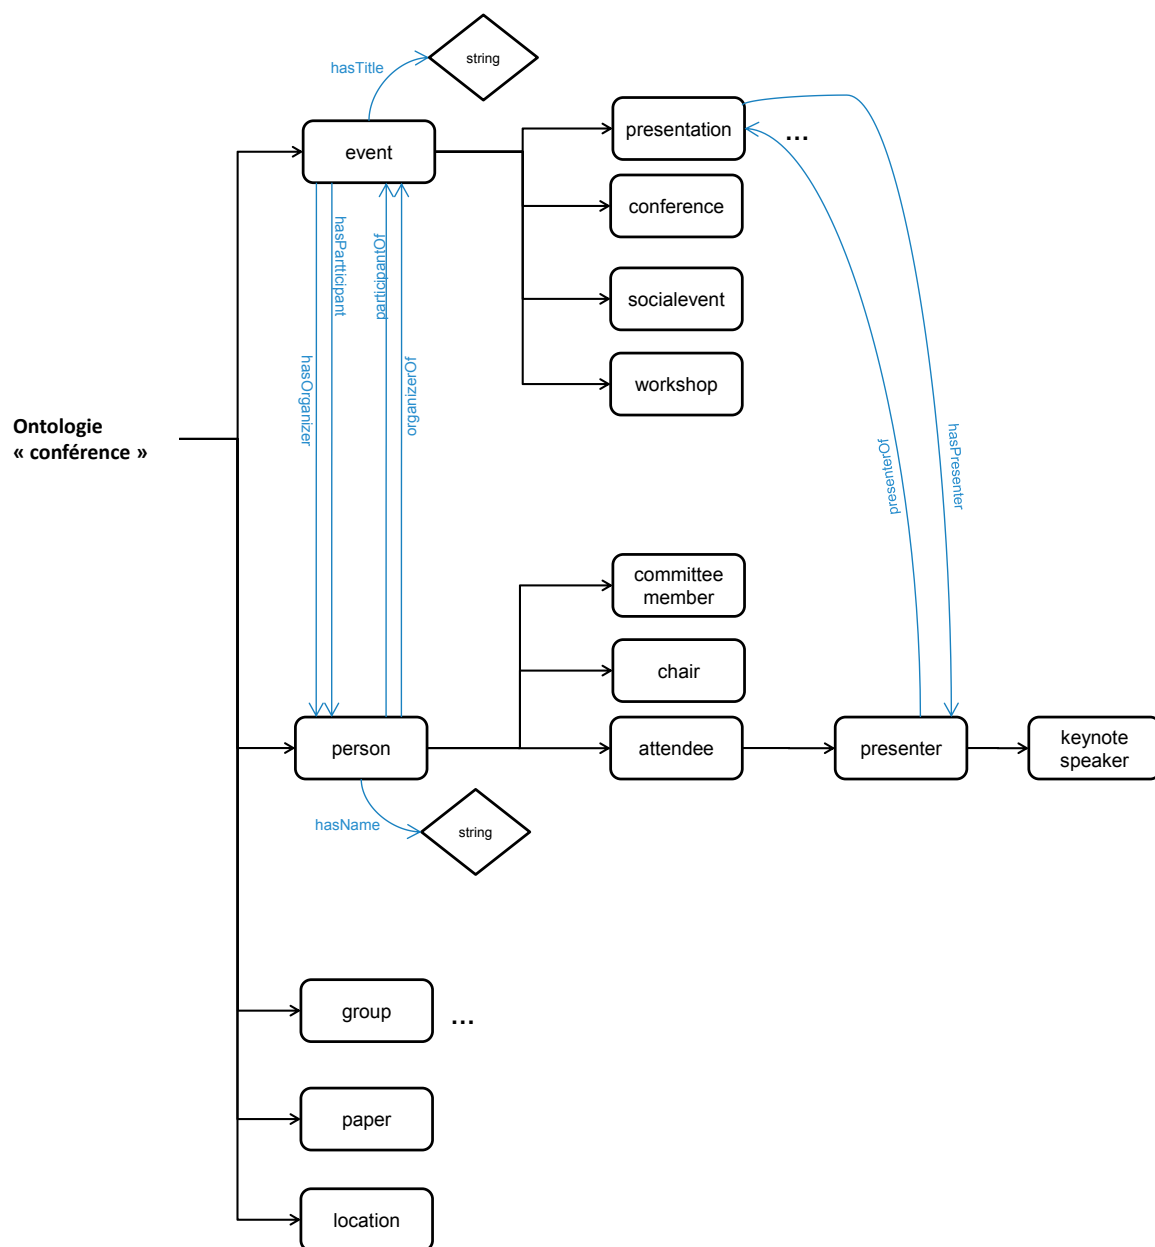 string
hasTitle
event
presentation
...
conference
socialevent
workshop
hasOrganizer
hasPartticipant
participantOf
organizerOf
presenterOf
hasPresenter
Ontologie
« conférence »
committee
member
chair
person
attendee
presenter
keynote
speaker
hasName
string
group
...
paper
location